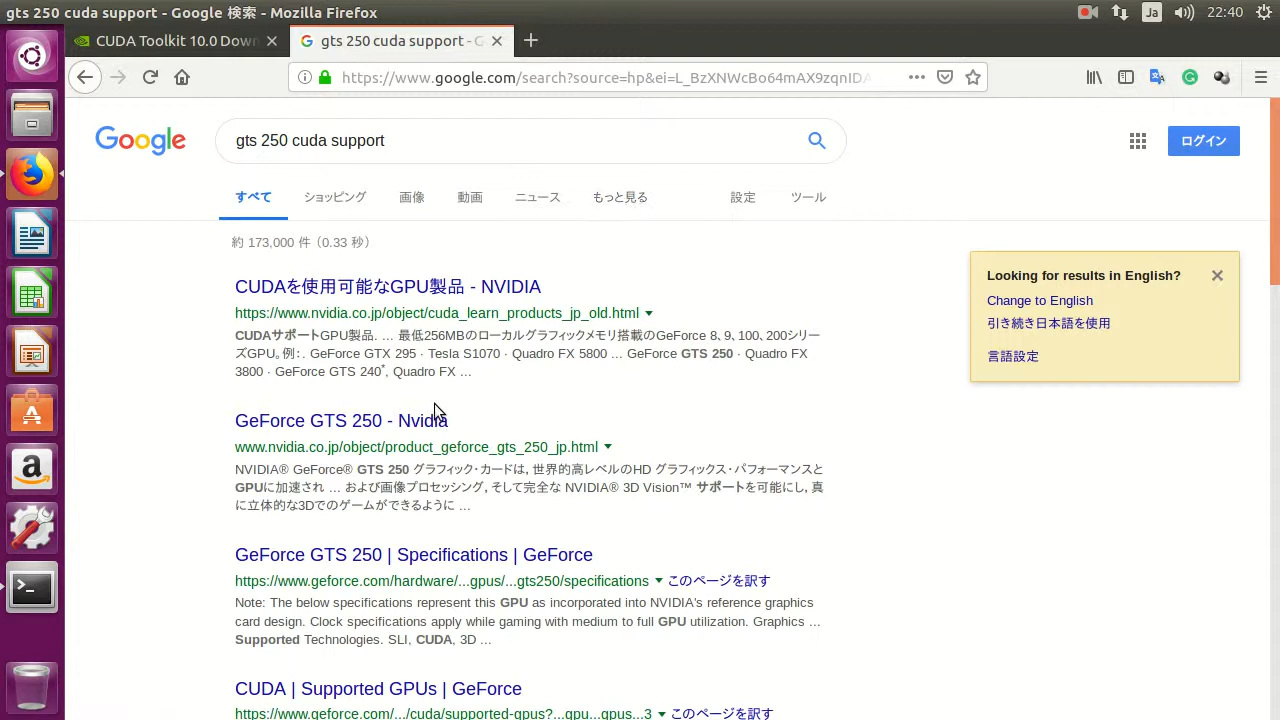 gts 250 cuda support - Google 検索 - Mozilla Firefox
Ja
22:40
CUDA Toolkit 10.0 Down
gts 250 cuda support - G
https://www.google.com/search?source=hp&ei=L_BzXNWcBo64mAX9zqnIDA
Google
gts 250 cuda support
ログイン
すべて ショッピング 画像 動画 ニュース もっと見る 設定 ツール
約 173,000 件 （0.33 秒）
CUDAを使用可能なGPU製品 - NVIDIA
https://www.nvidia.co.jp/object/cuda_learn_products_jp_old.html
CUDAサポートGPU製品. ... 最低256MBのローカルグラフィックメモリ搭載のGeForce 8、9、100、200シリー
ズGPU。例：. GeForce GTX 295 · Tesla S1070 · Quadro FX 5800 ... GeForce GTS 250 · Quadro FX
3800 · GeForce GTS 240*, Quadro FX ...
GeForce GTS 250 - Nvidia
www.nvidia.co.jp/object/product_geforce_gts_250_jp.html
NVIDIA® GeForce® GTS 250 グラフィック・カードは，世界的高レベルのHD グラフィックス・パフォーマンスと
GPUに加速され ... および画像プロセッシング，そして完全な NVIDIA® 3D Vision™ サポートを可能にし，真
に立体的な3Dでのゲームができるように ...
GeForce GTS 250 | Specifications | GeForce
https://www.geforce.com/hardware/...gpus/...gts250/specifications このページを訳す
Note: The below specifications represent this GPU as incorporated into NVIDIA's reference graphics
card design. Clock specifications apply while gaming with medium to full GPU utilization. Graphics ...
Supported Technologies. SLI, CUDA, 3D ...
CUDA | Supported GPUs | GeForce
https://www.geforce.com/.../cuda/supported-gpus?...gpu...gpus...3 このページを訳す
Looking for results in English?
Change to English
引き続き日本語を使用
言語設定